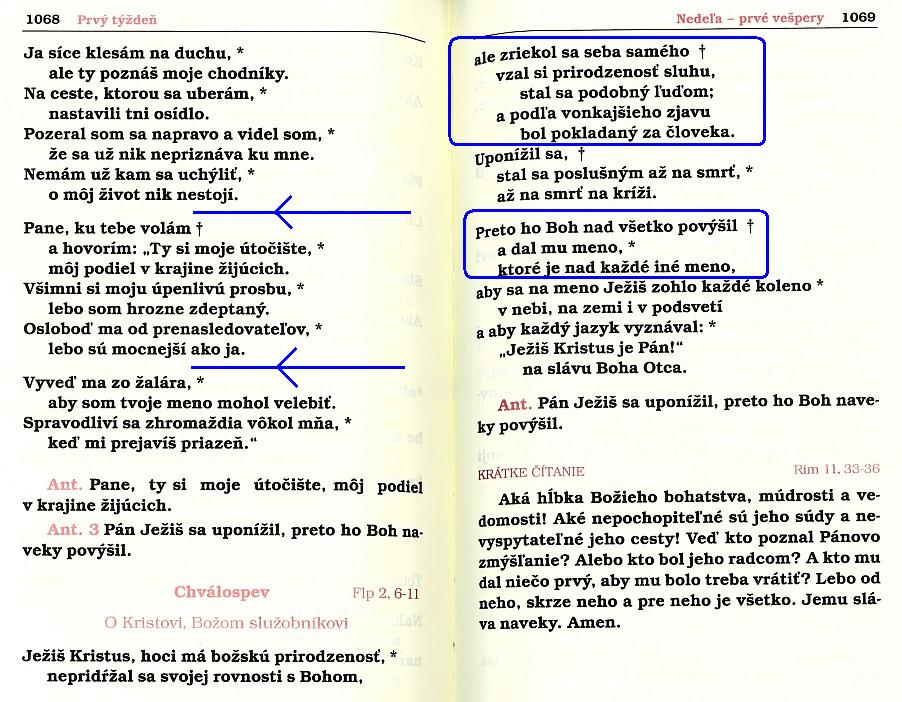 1068 Prvý týždeň
Ja síce klesám na duchu, *
ale ty poznáš moje chodníky.
Na ceste, ktorou sa uberám, *
nastavili tni osídlo.
Pozeral som sa napravo a videl som, *
že sa už nik nepriznáva ku mne.
Nemám už kam sa uchýliť, *
o môj život nik nestojí.
Pane, ku tebe volám †
a hovorím: „Ty si moje útočište, *
môj podiel v krajine žijúcich.
Všimni si moju úpenlivú prosbu, *
lebo som hrozne zdeptaný.
Osloboď ma od prenasledovateľov, *
lebo sú mocnejší ako ja.
Vyveď ma zo žalára, *
aby som tvoje meno mohol velebiť.
Spravodliví sa zhromaždia vôkol mňa, *
keď mi prejavíš priazeň.“
Ant. Pane, ty si moje útočište, môj podiel
v krajine žijúcich.
Ant. 3 Pán Ježiš sa uponížil, preto ho Boh na-
veky povýšil.
Chválospev Flp 2, 6-11
O Kristovi, Božom služobníkovi
Ježiš Kristus, hoci má božskú prirodzenosť, *
nepridŕžal sa svojej rovnosti s Bohom,
Nedeľa – prvé vešpery 1069
ale zriekol sa seba samého †
vzal si prirodzenosť sluhu,
stal sa podobný ľuďom;
a podľa vonkajšieho zjavu
bol pokladaný za človeka.
Uponížil sa, †
stal sa poslušným až na smrť, *
až na smrť na kríži.
Preto ho Boh nad všetko povýšil †
a dal mu meno, *
ktoré je nad každé iné meno,
aby sa na meno Ježiš zohlo každé koleno *
v nebi, na zemi i v podsvetí
a aby každý jazyk vyznával: *
„Ježiš Kristus je Pán!“
na slávu Boha Otca.
Ant. Pán Ježiš sa uponížil, preto ho Boh nave-
ky povýšil.
KRÁTKE ČÍTANIE Rim 11, 33-36
Aká hĺbka Božieho bohatstva, múdrosti a ve-
domosti! Aké nepochopiteľné sú jeho súdy a ne-
vyspytateľné jeho cesty! Veď kto poznal Pánovo
zmýšľanie? Alebo kto bol jeho radcom? A kto mu
dal niečo prvý, aby mu bolo treba vrátiť? Lebo od
neho, skrze neho a pre neho je všetko. Jemu slá-
va naveky. Amen.